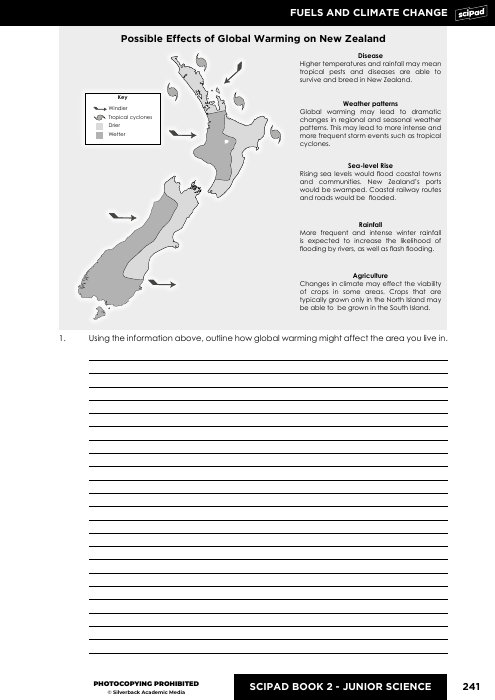 FUELS AND CLIMATE CHANGE
scipad
Possible Effects of Global Warming on New Zealand
Key
Windier
Tropical cyclones
Drier
Wetter
Disease
Higher temperatures and rainfall may mean
tropical pests and diseases are able to
survive and breed in New Zealand.
Weather patterns
Global warming may lead to dramatic
changes in regional and seasonal weather
patterns. This may lead to more intense and
more frequent storm events such as tropical
cyclones.
Sea-level Rise
Rising sea levels would flood coastal towns
and communities. New Zealand's ports
would be swamped. Coastal railway routes
and roads would be flooded.
Rainfall
More frequent and intense winter rainfall
is expected to increase the likelihood of
flooding by rivers, as well as flash flooding.
Agriculture
Changes in climate may effect the viability
of crops in some areas. Crops that are
typically grown only in the North Island may
be able to be grown in the South Island.
1. Using the information above, outline how global warming might affect the area you live in.
PHOTOCOPYING PROHIBITED
© Silverback Academic Media
SCIPAD BOOK 2 - JUNIOR SCIENCE
241